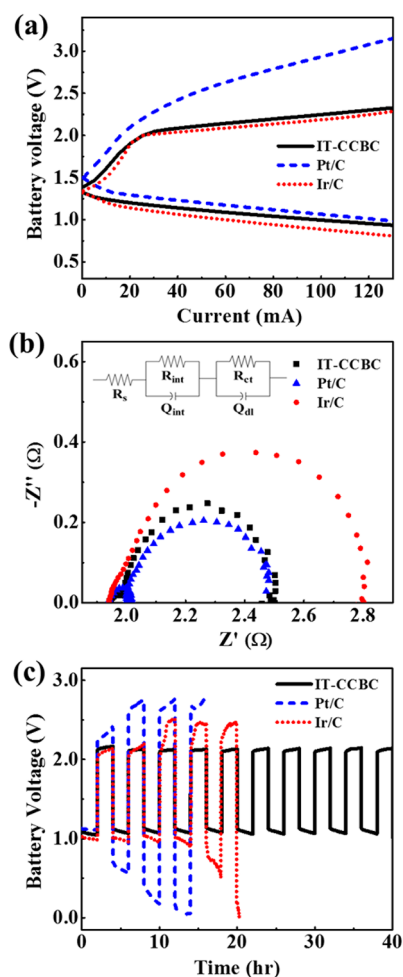 (a)
Battery voltage (V)
3.0
2.5
2.0
1.5
1.0
0.5
IT-CCBC
Pt/C
Ir/C
0 20 40 60 80 100 120
Current (mA)
(b)
-Z'' (Ω)
0.6
0.4
0.2
0.0
Rs
Rint
Qint
Rct
Qdl
IT-CCBC
Pt/C
Ir/C
2.0 2.2 2.4 2.6 2.8
Z' (Ω)
(c)
Battery Voltage (V)
3.0
2.0
1.0
0.0
IT-CCBC
Pt/C
Ir/C
0 10 20 30 40
Time (hr)